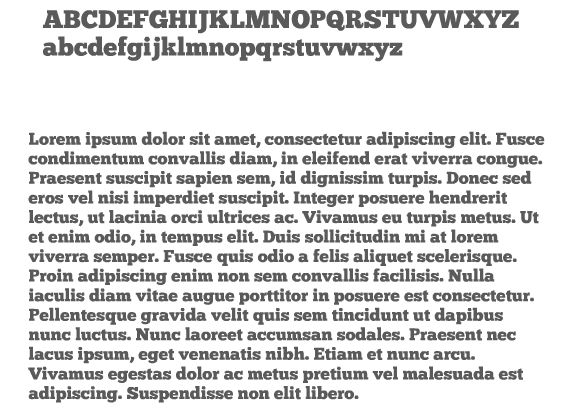 ABCDEFGHIJKLMNOPQRSTUVWXYZ
abcdefgijklmnopqrstuvwxyz
Lorem ipsum dolor sit amet, consectetur adipiscing elit. Fusce
condimentum convallis diam, in eleifend erat viverra congue.
Praesent suscipit sapien sem, id dignissim turpis. Donec sed
eros vel nisi imperdiet suscipit. Integer posuere hendrerit
lectus, ut lacinia orci ultrices ac. Vivamus eu turpis metus. Ut
et enim odio, in tempus elit. Duis sollicitudin mi at lorem
viverra semper. Fusce quis odio a felis aliquet scelerisque.
Proin adipiscing enim non sem convallis facilisis. Nulla
iaculis diam vitae augue porttitor in posuere est consectetur.
Pellentesque gravida velit quis sem tincidunt ut dapibus
nunc luctus. Nunc laoreet accumsan sodales. Praesent nec
lacus ipsum, eget venenatis nibh. Etiam et nunc arcu.
Vivamus egestas dolor ac metus pretium vel malesuada est
adipiscing. Suspendisse non elit libero.